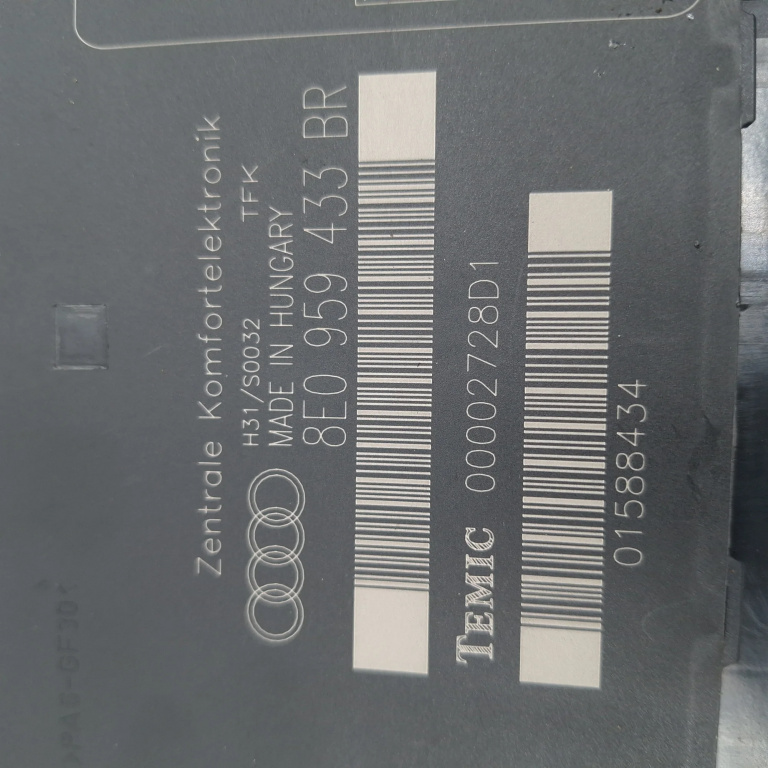 Zentrale Komfortelektronik
H31/S0032 TFK
MADE IN HUNGARY
8E0 959 433 BR
TEMIC 00002728D1
01588434